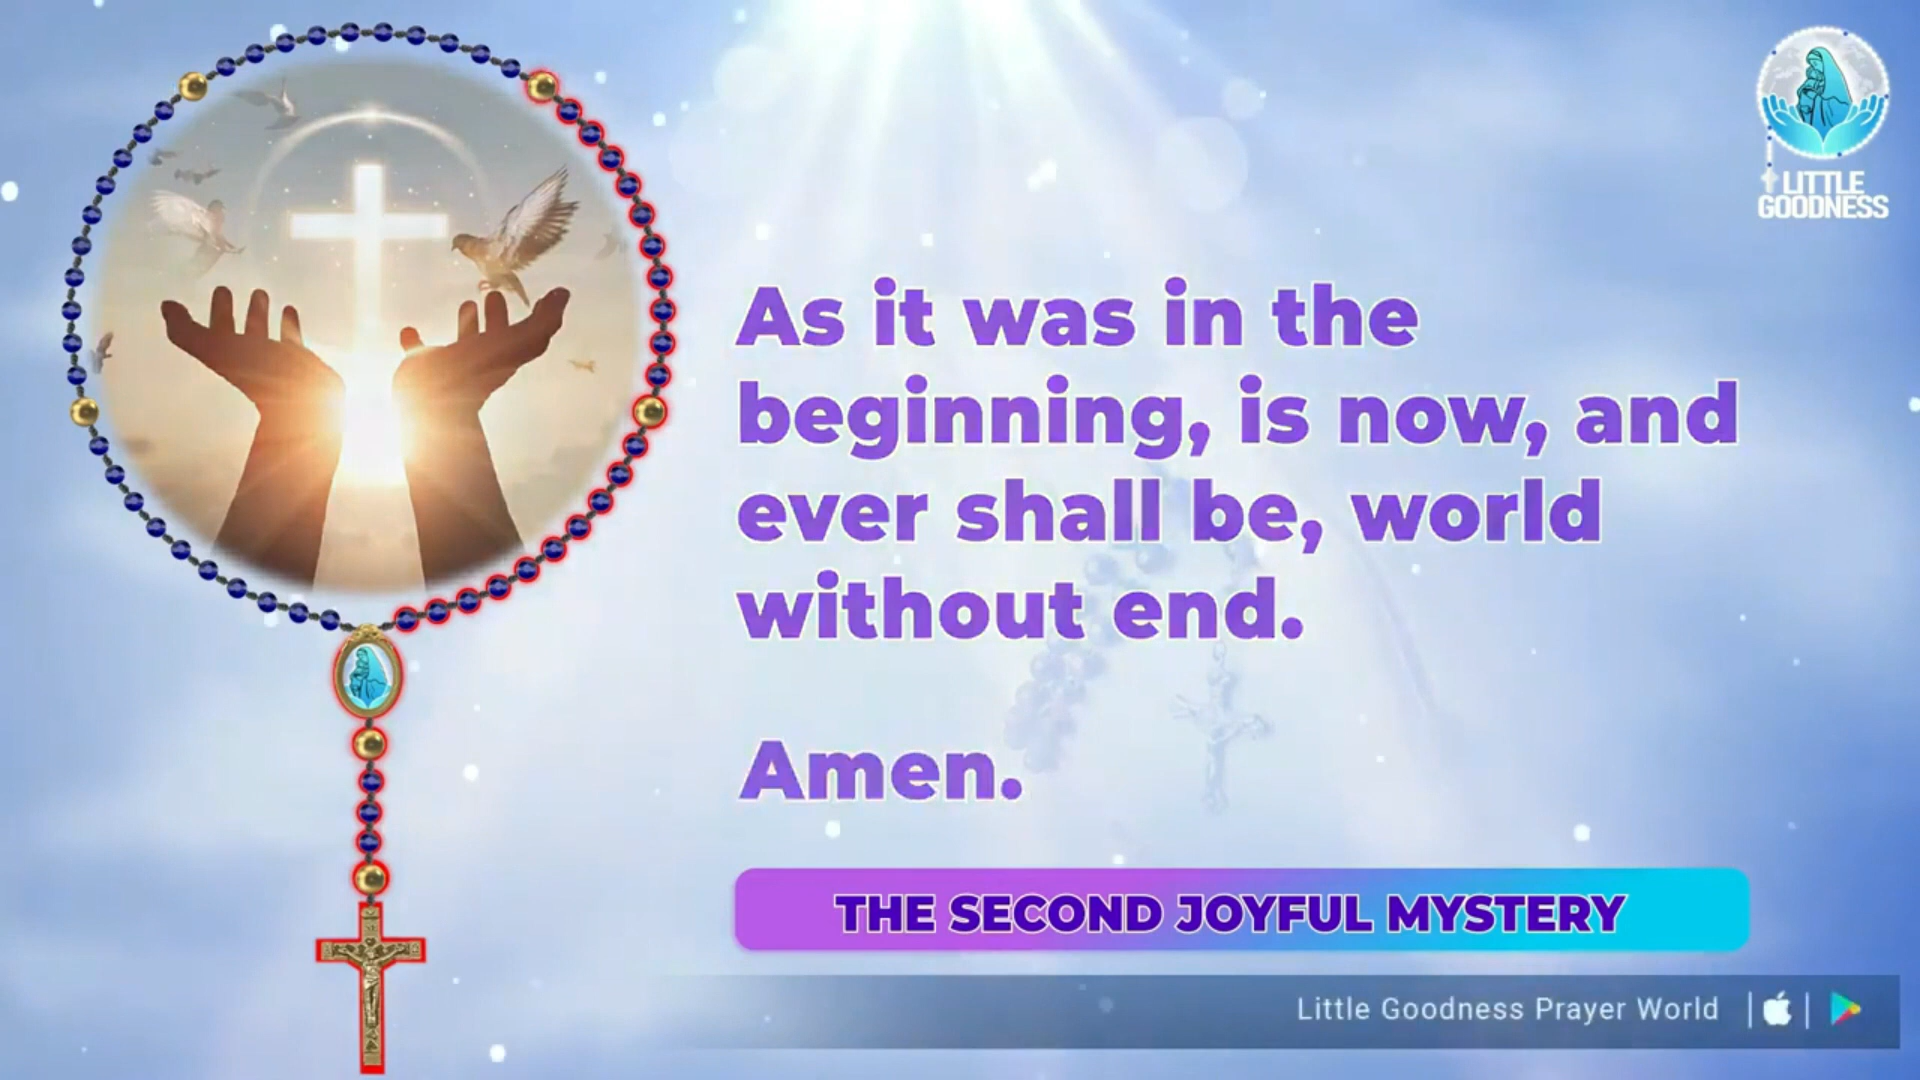 LITTLE
GOODNESS
As it was in the
beginning, is now, and
ever shall be, world
without end.
Amen.
THE SECOND JOYFUL MYSTERY
Little Goodness Prayer World